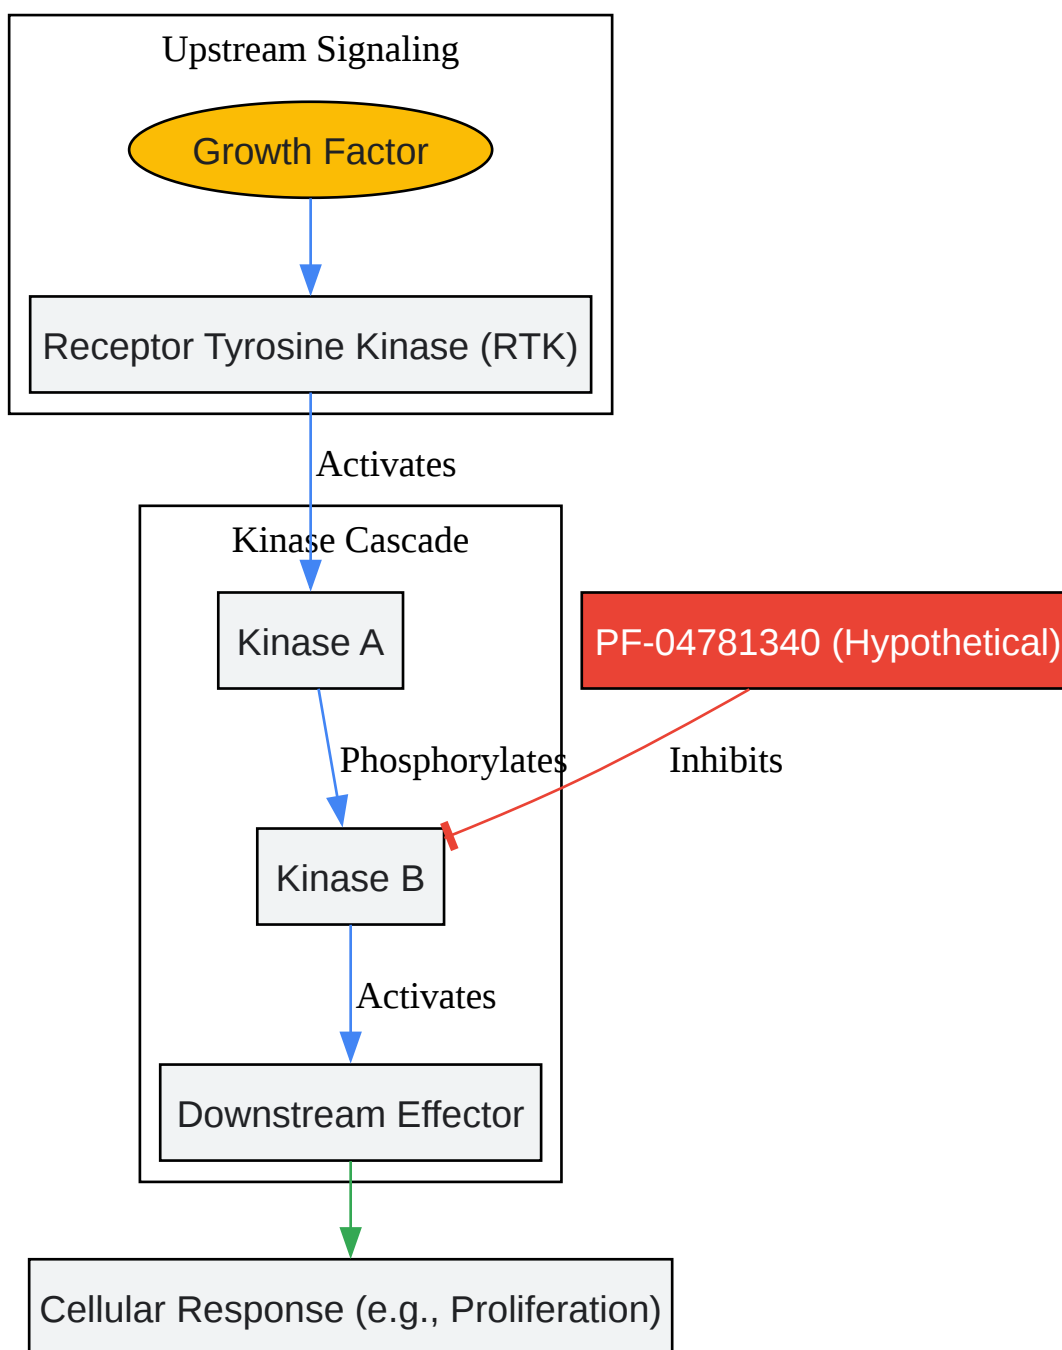 Upstream Signaling
Growth Factor
Receptor Tyrosine Kinase (RTK)
Activates
Kinase Cascade
Kinase A
PF-04781340 (Hypothetical)
Phosphorylates
Inhibits
Kinase B
Activates
Downstream Effector
Cellular Response (e.g., Proliferation)